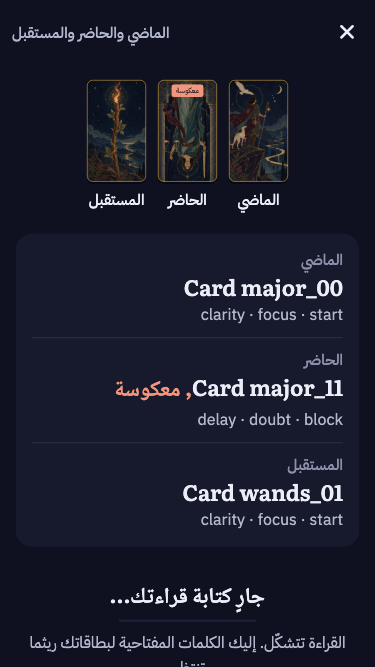 الماضي والحاضر والمستقبل
معكوسة
الماضي
الحاضر
المستقبل
الماضي
Card major_00
clarity · focus · start
الحاضر
Card major_11, معكوسة
delay · doubt · block
المستقبل
Card wands_01
clarity · focus · start
جارٍ كتابة قراءتك...
القراءة تتشكّل. إليك الكلمات المفتاحية لبطاقاتك ريثما